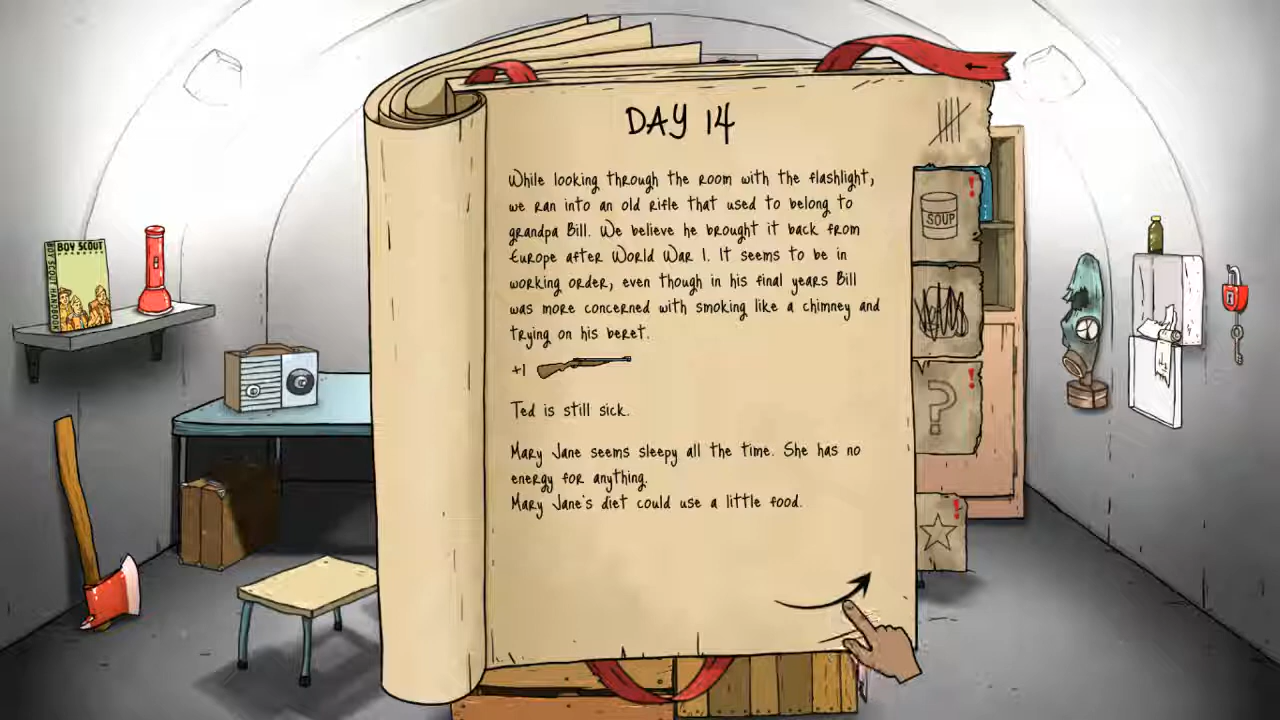 DAY 14
While looking through the room with the flashlight,
we ran into an old rifle that used to belong to
grandpa Bill. We believe he brought it back from
Europe after World War I. It seems to be in
working order, even though in his final years Bill
was more concerned with smoking like a chimney and
trying on his beret.
+1
Ted is still sick.
Mary Jane seems sleepy all the time. She has no
energy for anything.
Mary Jane's diet could use a little food.
SOUP
!
?
!
!
BOY SCOUT
BOY SCOUT HANDBOOK